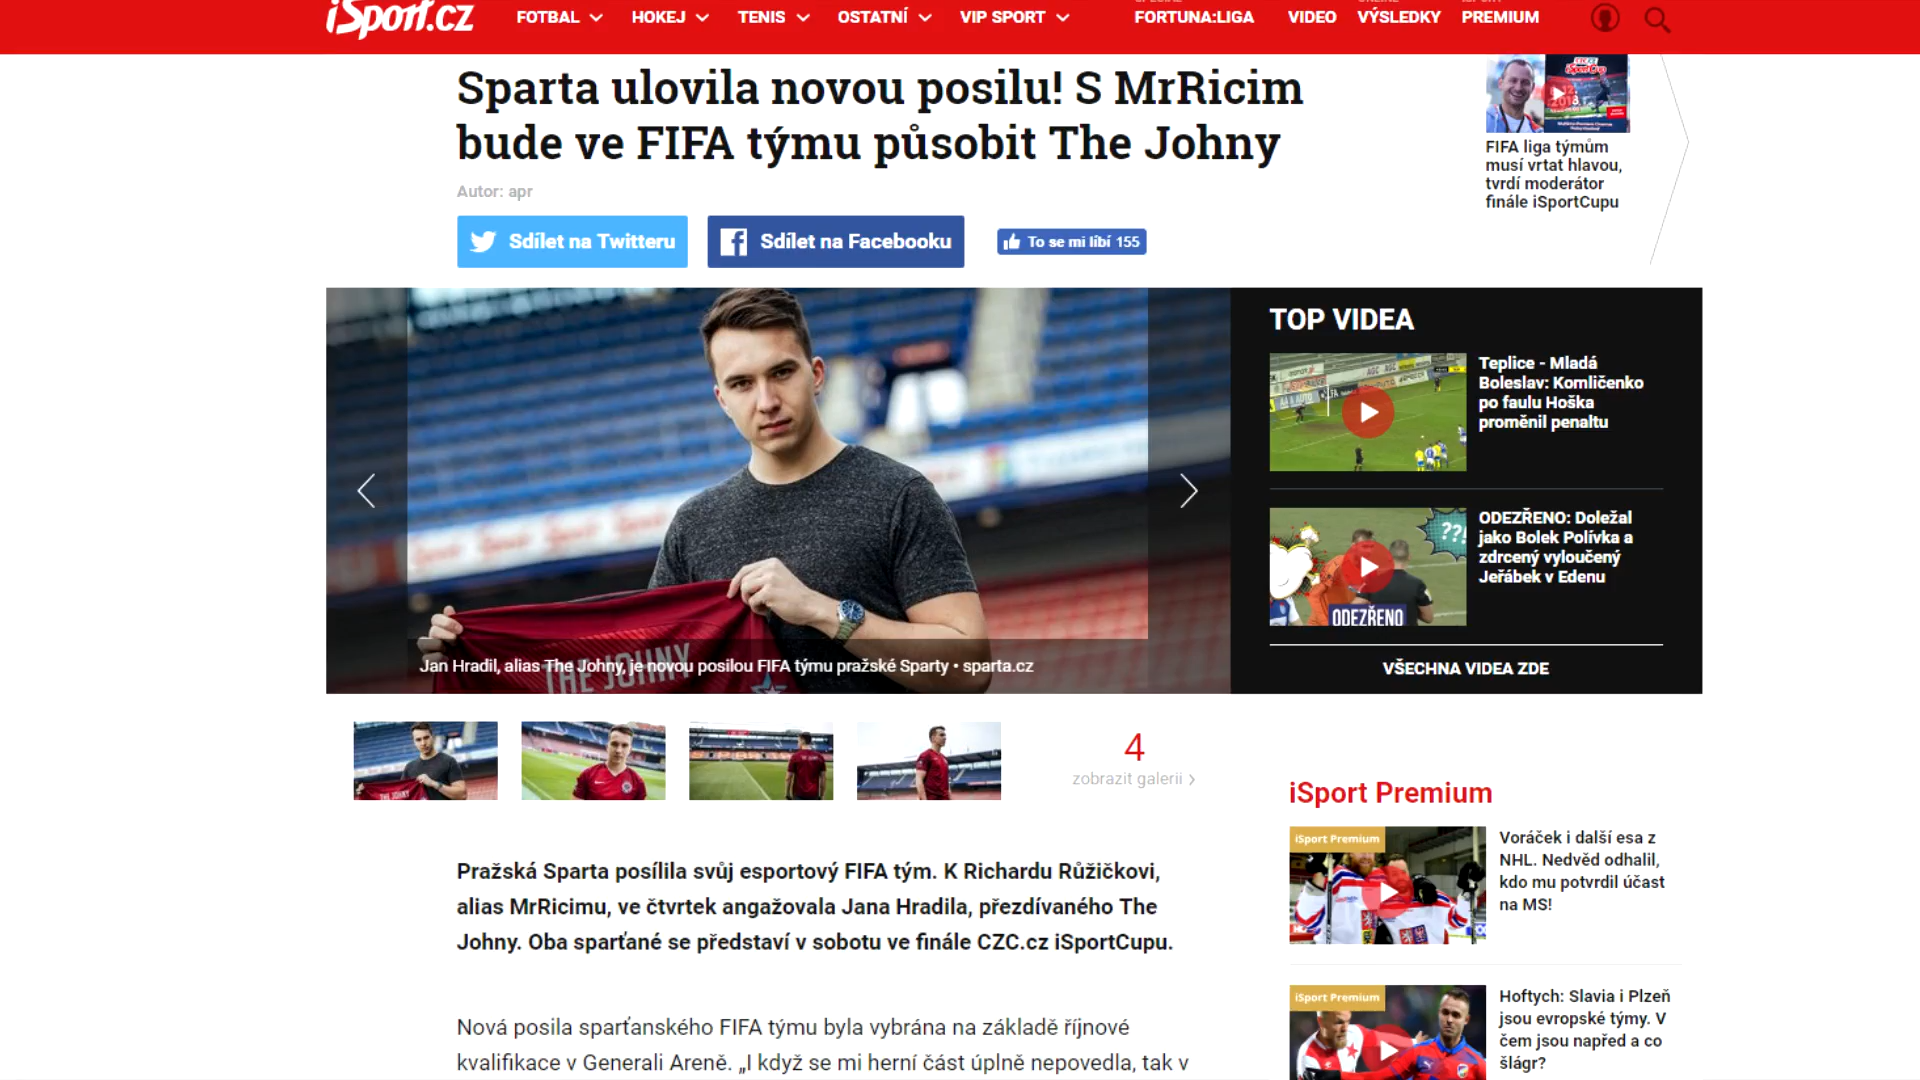 iSport.cz
FOTBAL
HOKEJ
TENIS
OSTATNÍ
VIP SPORT
FORTUNA:LIGA
VIDEO
VÝSLEDKY
PREMIUM
Sparta ulovila novou posilu! S MrRicim
bude ve FIFA týmu působit The Johny
Autor: apr
Sdílet na Twitteru
Sdílet na Facebooku
To se mi líbí 155
FIFA liga týmům
musí vrtat hlavou,
tvrdí moderátor
finále iSportCupu
THE JOHNY
Jan Hradil, alias The Johny, je novou posilou FIFA týmu pražské Sparty • sparta.cz
TOP VIDEA
Teplice - Mladá
Boleslav: Komličenko
po faulu Hoška
proměnil penaltu
??!
ODEZŘENO
ODEZŘENO: Doležal
jako Bolek Polívka a
zdrcený vyloučený
Jeřábek v Edenu
VŠECHNA VIDEA ZDE
4
zobrazit galerii
Pražská Sparta posílila svůj esportový FIFA tým. K Richardu Růžičkovi,
alias MrRicimu, ve čtvrtek angažovala Jana Hradila, přezdívaného The
Johny. Oba sparťané se představí v sobotu ve finále CZC.cz iSportCupu.
Nová posila sparťanského FIFA týmu byla vybrána na základě říjnové
kvalifikace v Generali Areně. „I když se mi herní část úplně nepovedla, tak v
iSport Premium
iSport Premium
Voráček i další esa z
NHL. Nedvěd odhalil,
kdo mu potvrdil účast
na MS!
iSport Premium
Hoftych: Slavia i Plzeň
jsou evropské týmy. V
čem jsou napřed a co
šlágr?